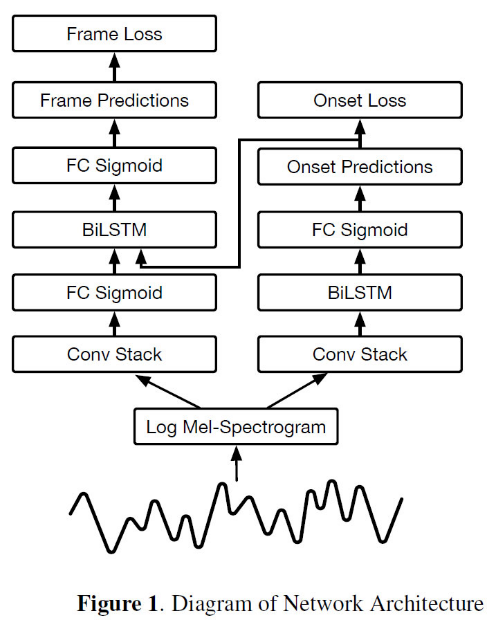 Frame Loss
Frame Predictions
Onset Loss
FC Sigmoid
Onset Predictions
BiLSTM
FC Sigmoid
FC Sigmoid
BiLSTM
Conv Stack
Conv Stack
Log Mel-Spectrogram
Figure 1. Diagram of Network Architecture